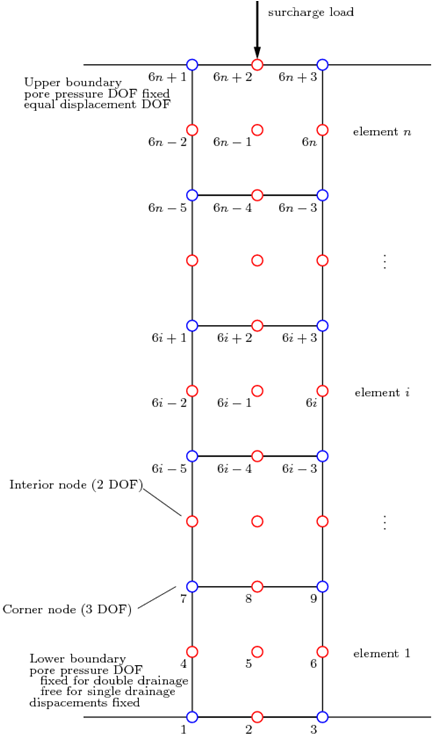 surcharge load
6n + 1 6n + 2 6n + 3
Upper boundary
pore pressure DOF fixed
equal displacement DOF
element n
6n − 2 6n − 1 6n
6n − 5 6n − 4 6n − 3
⋮
6i + 1 6i + 2 6i + 3
element i
6i − 2 6i − 1 6i
6i − 5 6i − 4 6i − 3
Interior node (2 DOF)
⋮
7 8 9
Corner node (3 DOF)
element 1
4 5 6
Lower boundary
pore pressure DOF
fixed for double drainage
free for single drainage
dispacements fixed
1 2 3